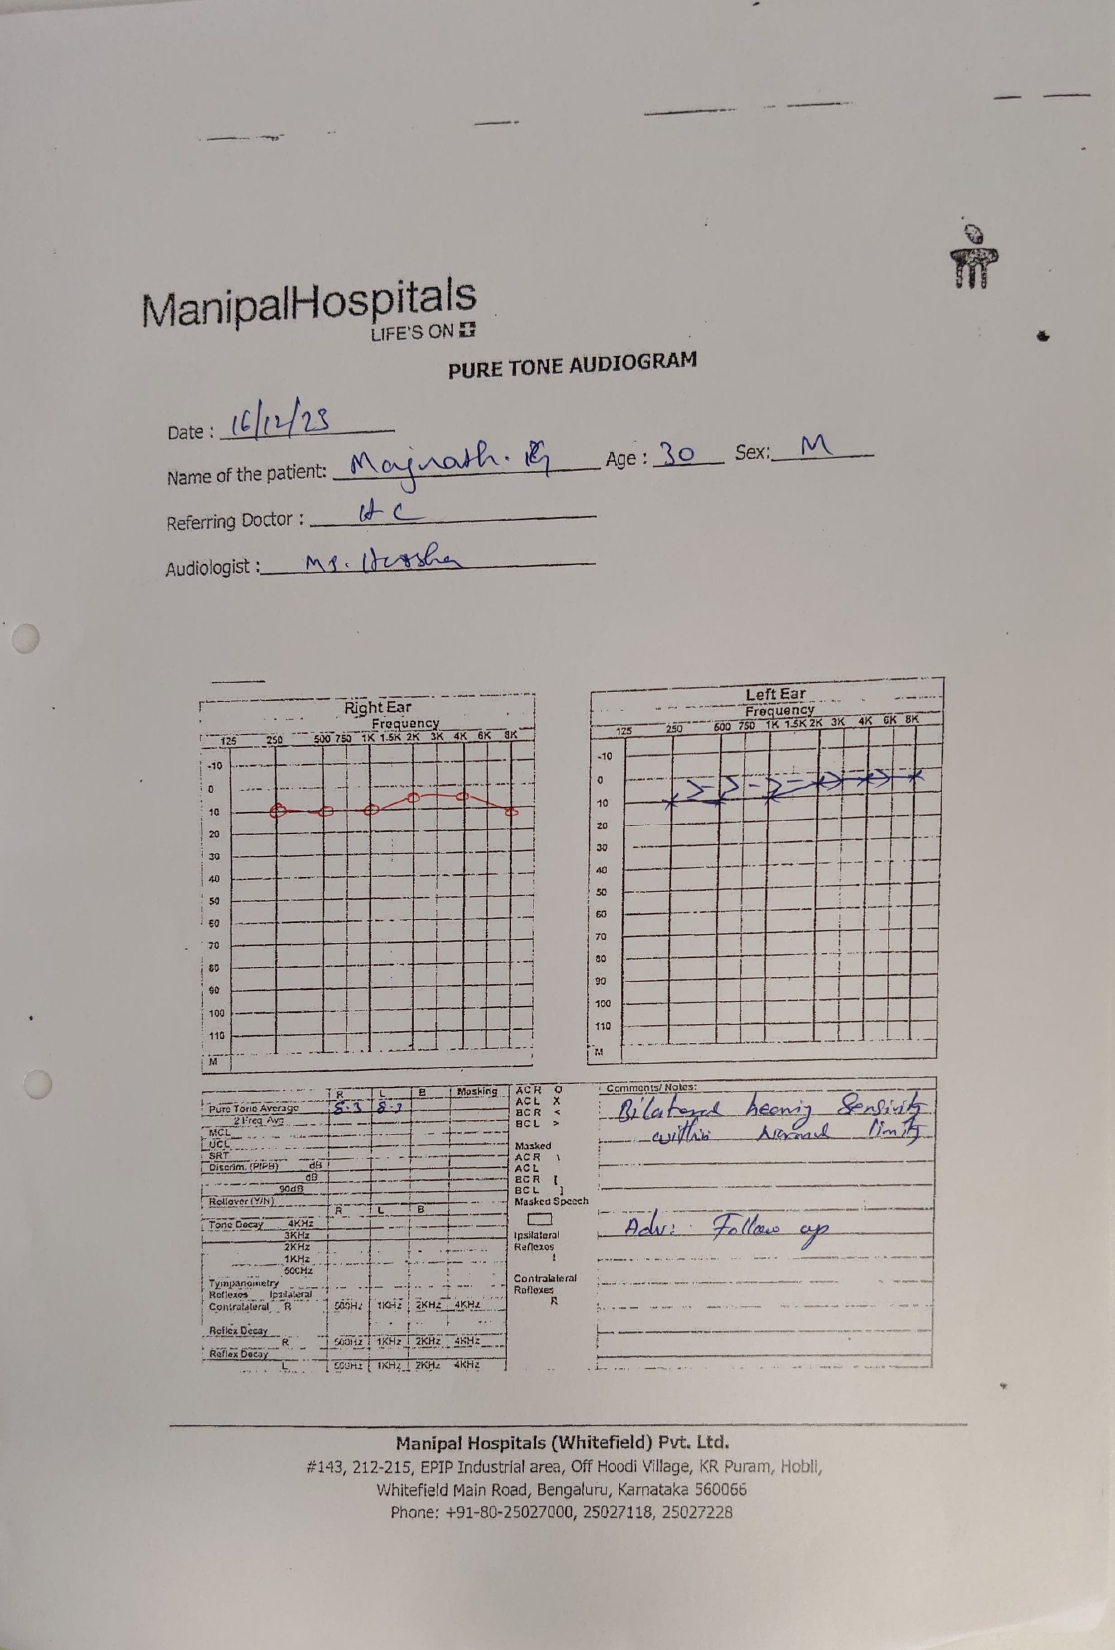 ManipalHospitals
LIFE'S ON
PURE TONE AUDIOGRAM
Date : 16/12/23
Name of the patient: Age : 30 Sex: M
Referring Doctor : H C
Audiologist : Ms.
Right Ear
Frequency
125 250 500 750 1K 1.5K 2K 3K 4K 6K 8K
-10
0
10
20
30
40
50
60
70
80
90
100
110
M
Left Ear
Frequency
125 250 500 750 1K 1.5K 2K 3K 4K 6K 8K
-10
0
10
20
30
40
50
60
70
80
90
100
110
M
R L B Masking
Pure Tone Average 8.3
2 Freq Avg
MCL
UCL
SRT
Discrim. (PIPB) dB
dB
90dB
Rollover (Y/N)
R L B
Tone Decay 4KHz
3KHz
2KHz
1KHz
500Hz
Tympanometry
Reflexes Ipsilateral
Contralateral R 500Hz 1KHz 2KHz 4KHz
Reflex Decay
R 500Hz 1KHz 2KHz 4KHz
Reflex Decay
L 500Hz 1KHz 2KHz 4KHz
ACR O
ACL X
BCR <
BCL >
Masked
ACR \
ACL
BCR [
BCL ]
Masked Speech
Ipsilateral
Reflexes
I
Contralateral
Reflexes
R
Comments/ Notes:
Bilateral hearing Sensivity
within normal limits
Adv: Follow up
Manipal Hospitals (Whitefield) Pvt. Ltd.
#143, 212-215, EPIP Industrial area, Off Hoodi Village, KR Puram, Hobli,
Whitefield Main Road, Bengaluru, Karnataka 560066
Phone: +91-80-25027000, 25027118, 25027228